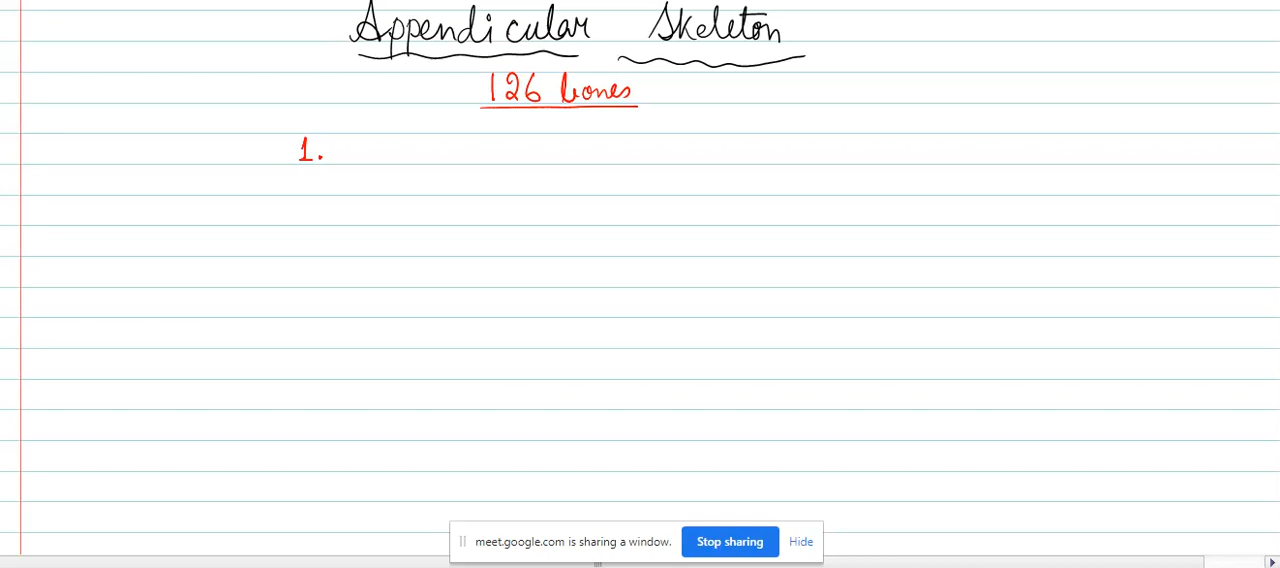 Appendicular Skeleton
126 bones
1.
meet.google.com is sharing a window. Stop sharing Hide